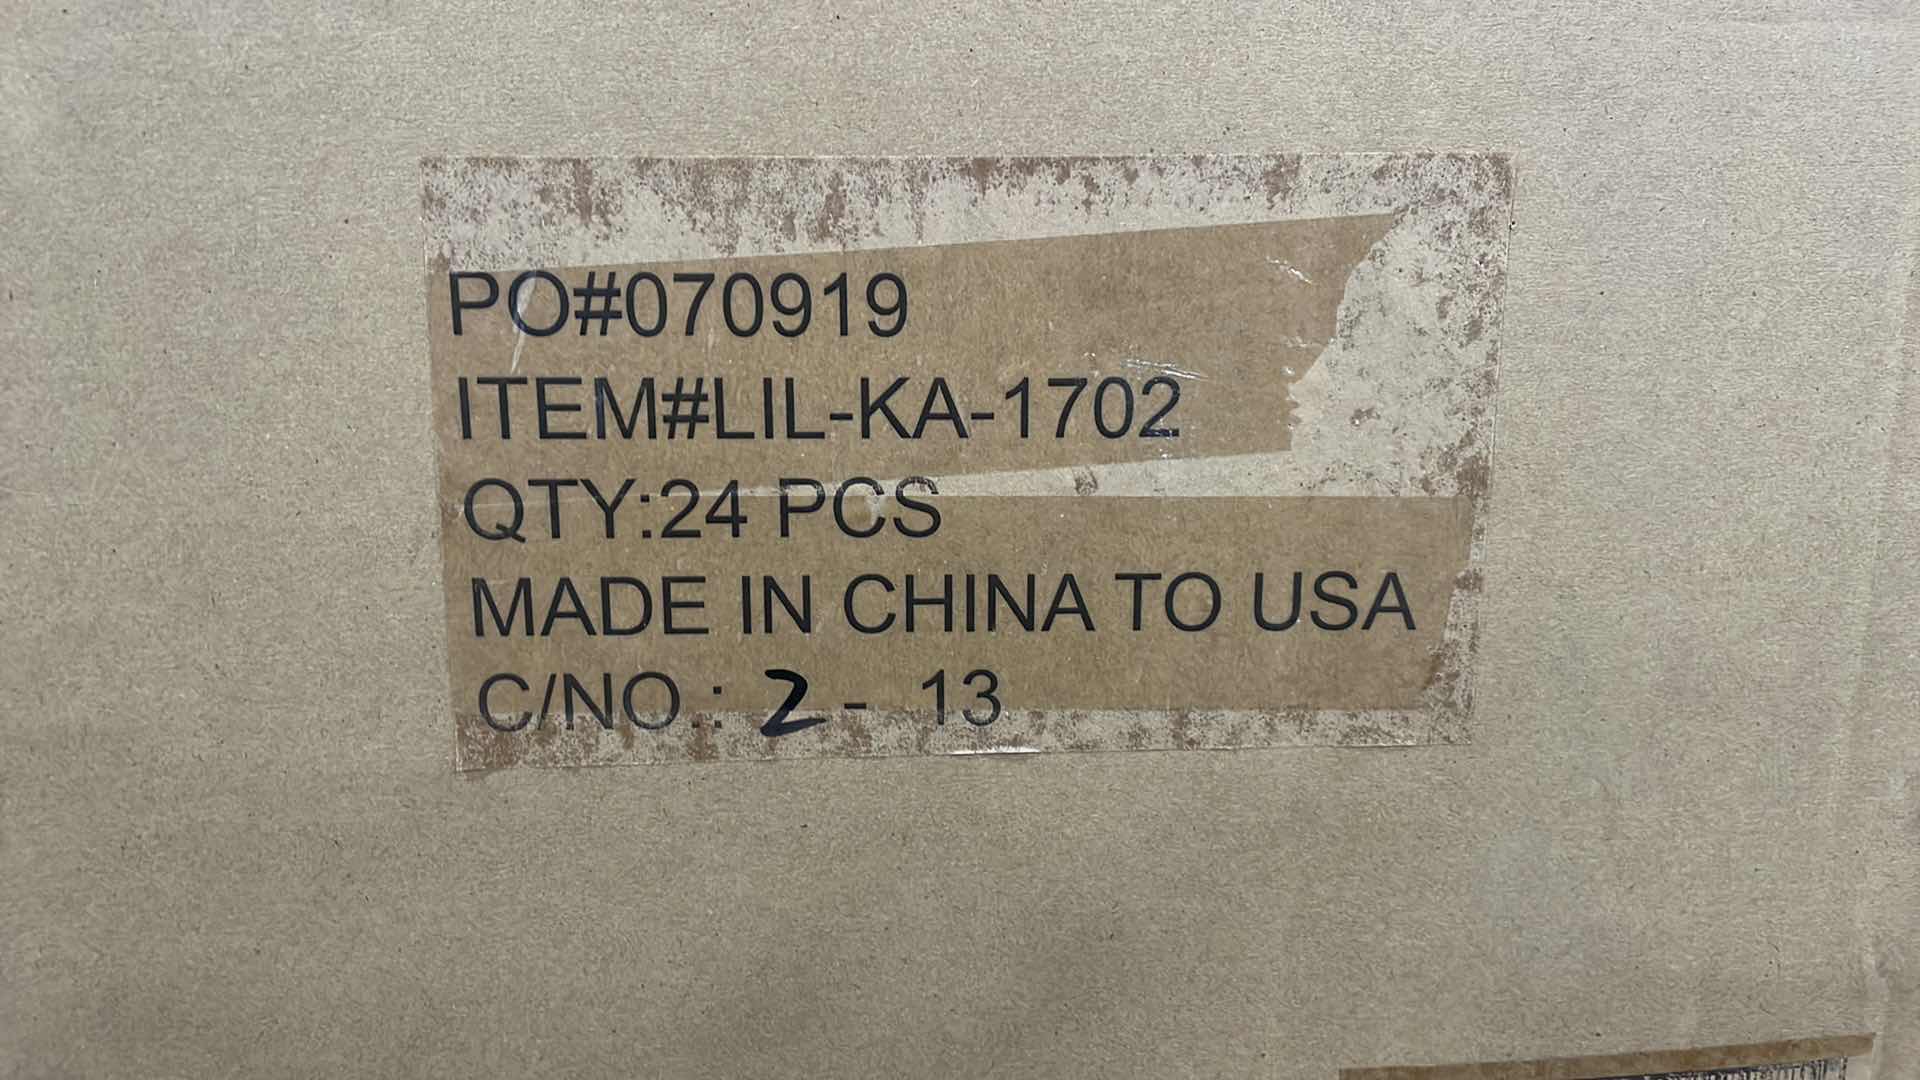 PO#070919
ITEM#LIL-KA-1702
QTY:24 PCS
MADE IN CHINA TO USA
C/NO.: 2 - 13